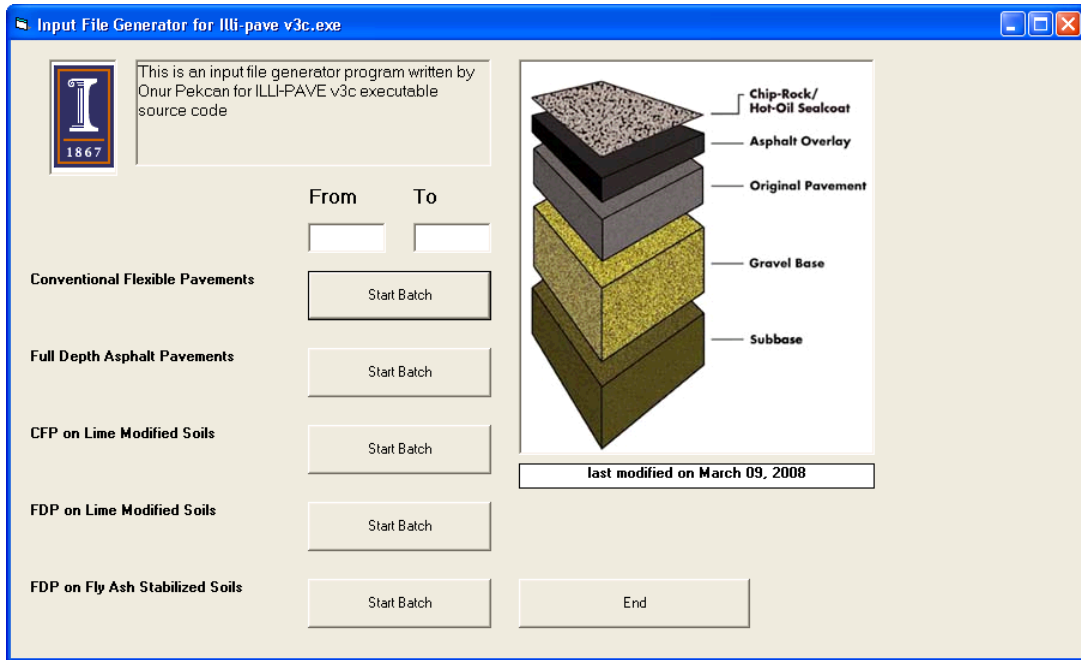 Input File Generator for Illi-pave v3c.exe
This is an input file generator program written by
Onur Pekcan for ILLI-PAVE v3c executable
source code
I
1867
From To
Conventional Flexible Pavements
Start Batch
Full Depth Asphalt Pavements
Start Batch
CFP on Lime Modified Soils
Start Batch
FDP on Lime Modified Soils
Start Batch
FDP on Fly Ash Stabilized Soils
Start Batch
Chip-Rock/
Hot-Oil Sealcoat
Asphalt Overlay
Original Pavement
Gravel Base
Subbase
last modified on March 09, 2008
End